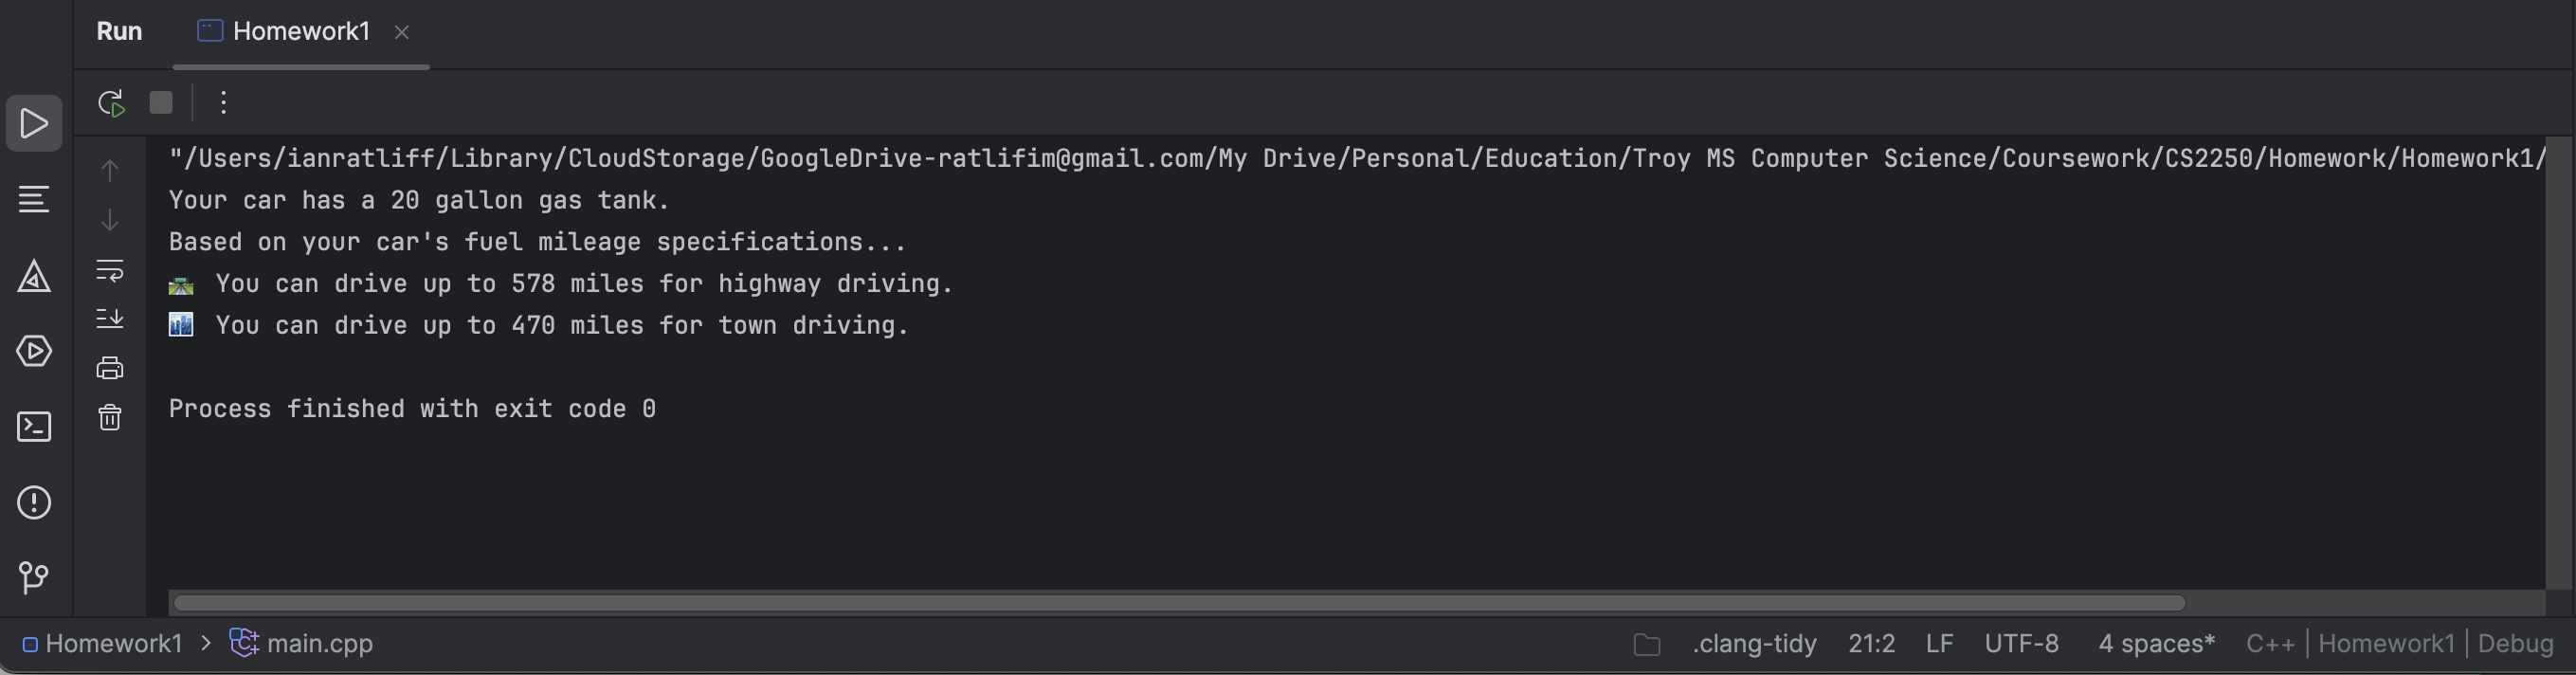 Run Homework1
"/Users/ianratliff/Library/CloudStorage/GoogleDrive-ratlifim@gmail.com/My Drive/Personal/Education/Troy MS Computer Science/Coursework/CS2250/Homework/Homework1/
Your car has a 20 gallon gas tank.
Based on your car's fuel mileage specifications...
🛣️ You can drive up to 578 miles for highway driving.
🏙️ You can drive up to 470 miles for town driving.
Process finished with exit code 0
Homework1 > main.cpp .clang-tidy 21:2 LF UTF-8 4 spaces* C++ | Homework1 | Debug